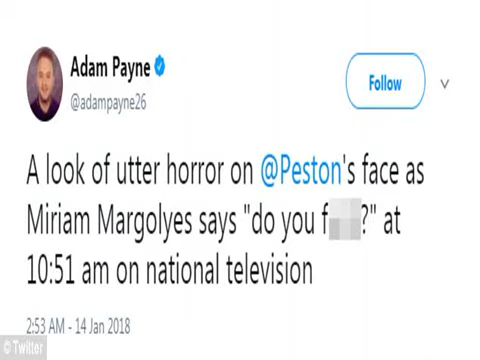 Adam Payne
@adampayne26
Follow
A look of utter horror on @Peston's face as
Miriam Margolyes says "do you f   ?" at
10:51 am on national television
2:53 AM - 14 Jan 2018
© Twitter